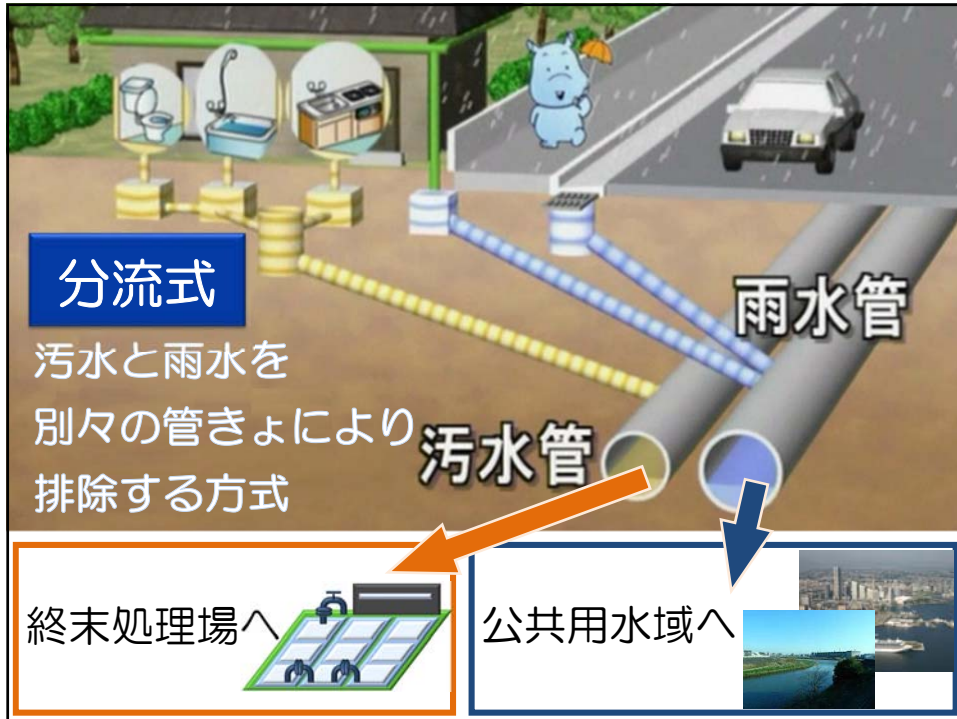 雨水管
分流式
汚水と雨水を
別々の管きょにより
排除する方式
汚水管
終末処理場へ
公共用水域へ